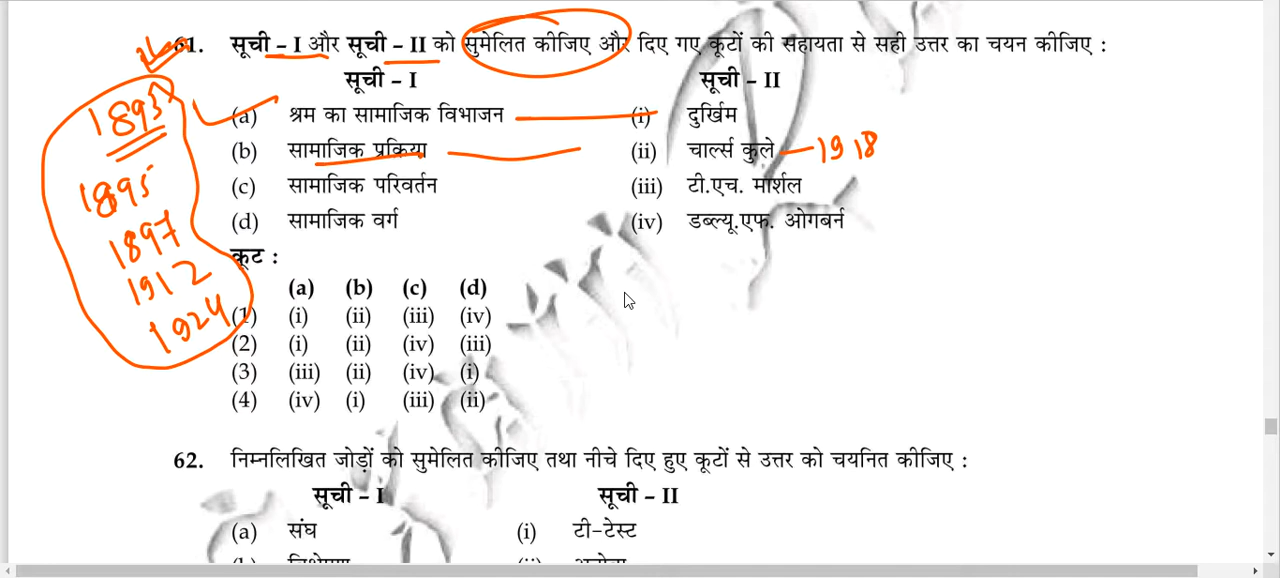 61. सूची – I और सूची – II को सुमेलित कीजिए और दिए गए कूटों की सहायता से सही उत्तर का चयन कीजिए :
सूची – I सूची – II
(a) श्रम का सामाजिक विभाजन (i) दुर्खिम
(b) सामाजिक प्रकिया (ii) चार्ल्स कुले 1918
(c) सामाजिक परिवर्तन (iii) टी.एच. मार्शल
(d) सामाजिक वर्ग (iv) डब्ल्यू.एफ. ओगबर्न
1893
1895
1897
1912
1924
कूट :
(a) (b) (c) (d)
(1) (i) (ii) (iii) (iv)
(2) (i) (ii) (iv) (iii)
(3) (iii) (ii) (iv) (i)
(4) (iv) (i) (iii) (ii)
62. निम्नलिखित जोड़ों को सुमेलित कीजिए तथा नीचे दिए हुए कूटों से उत्तर को चयनित कीजिए :
सूची – I सूची – II
(a) संघ (i) टी-टेस्ट